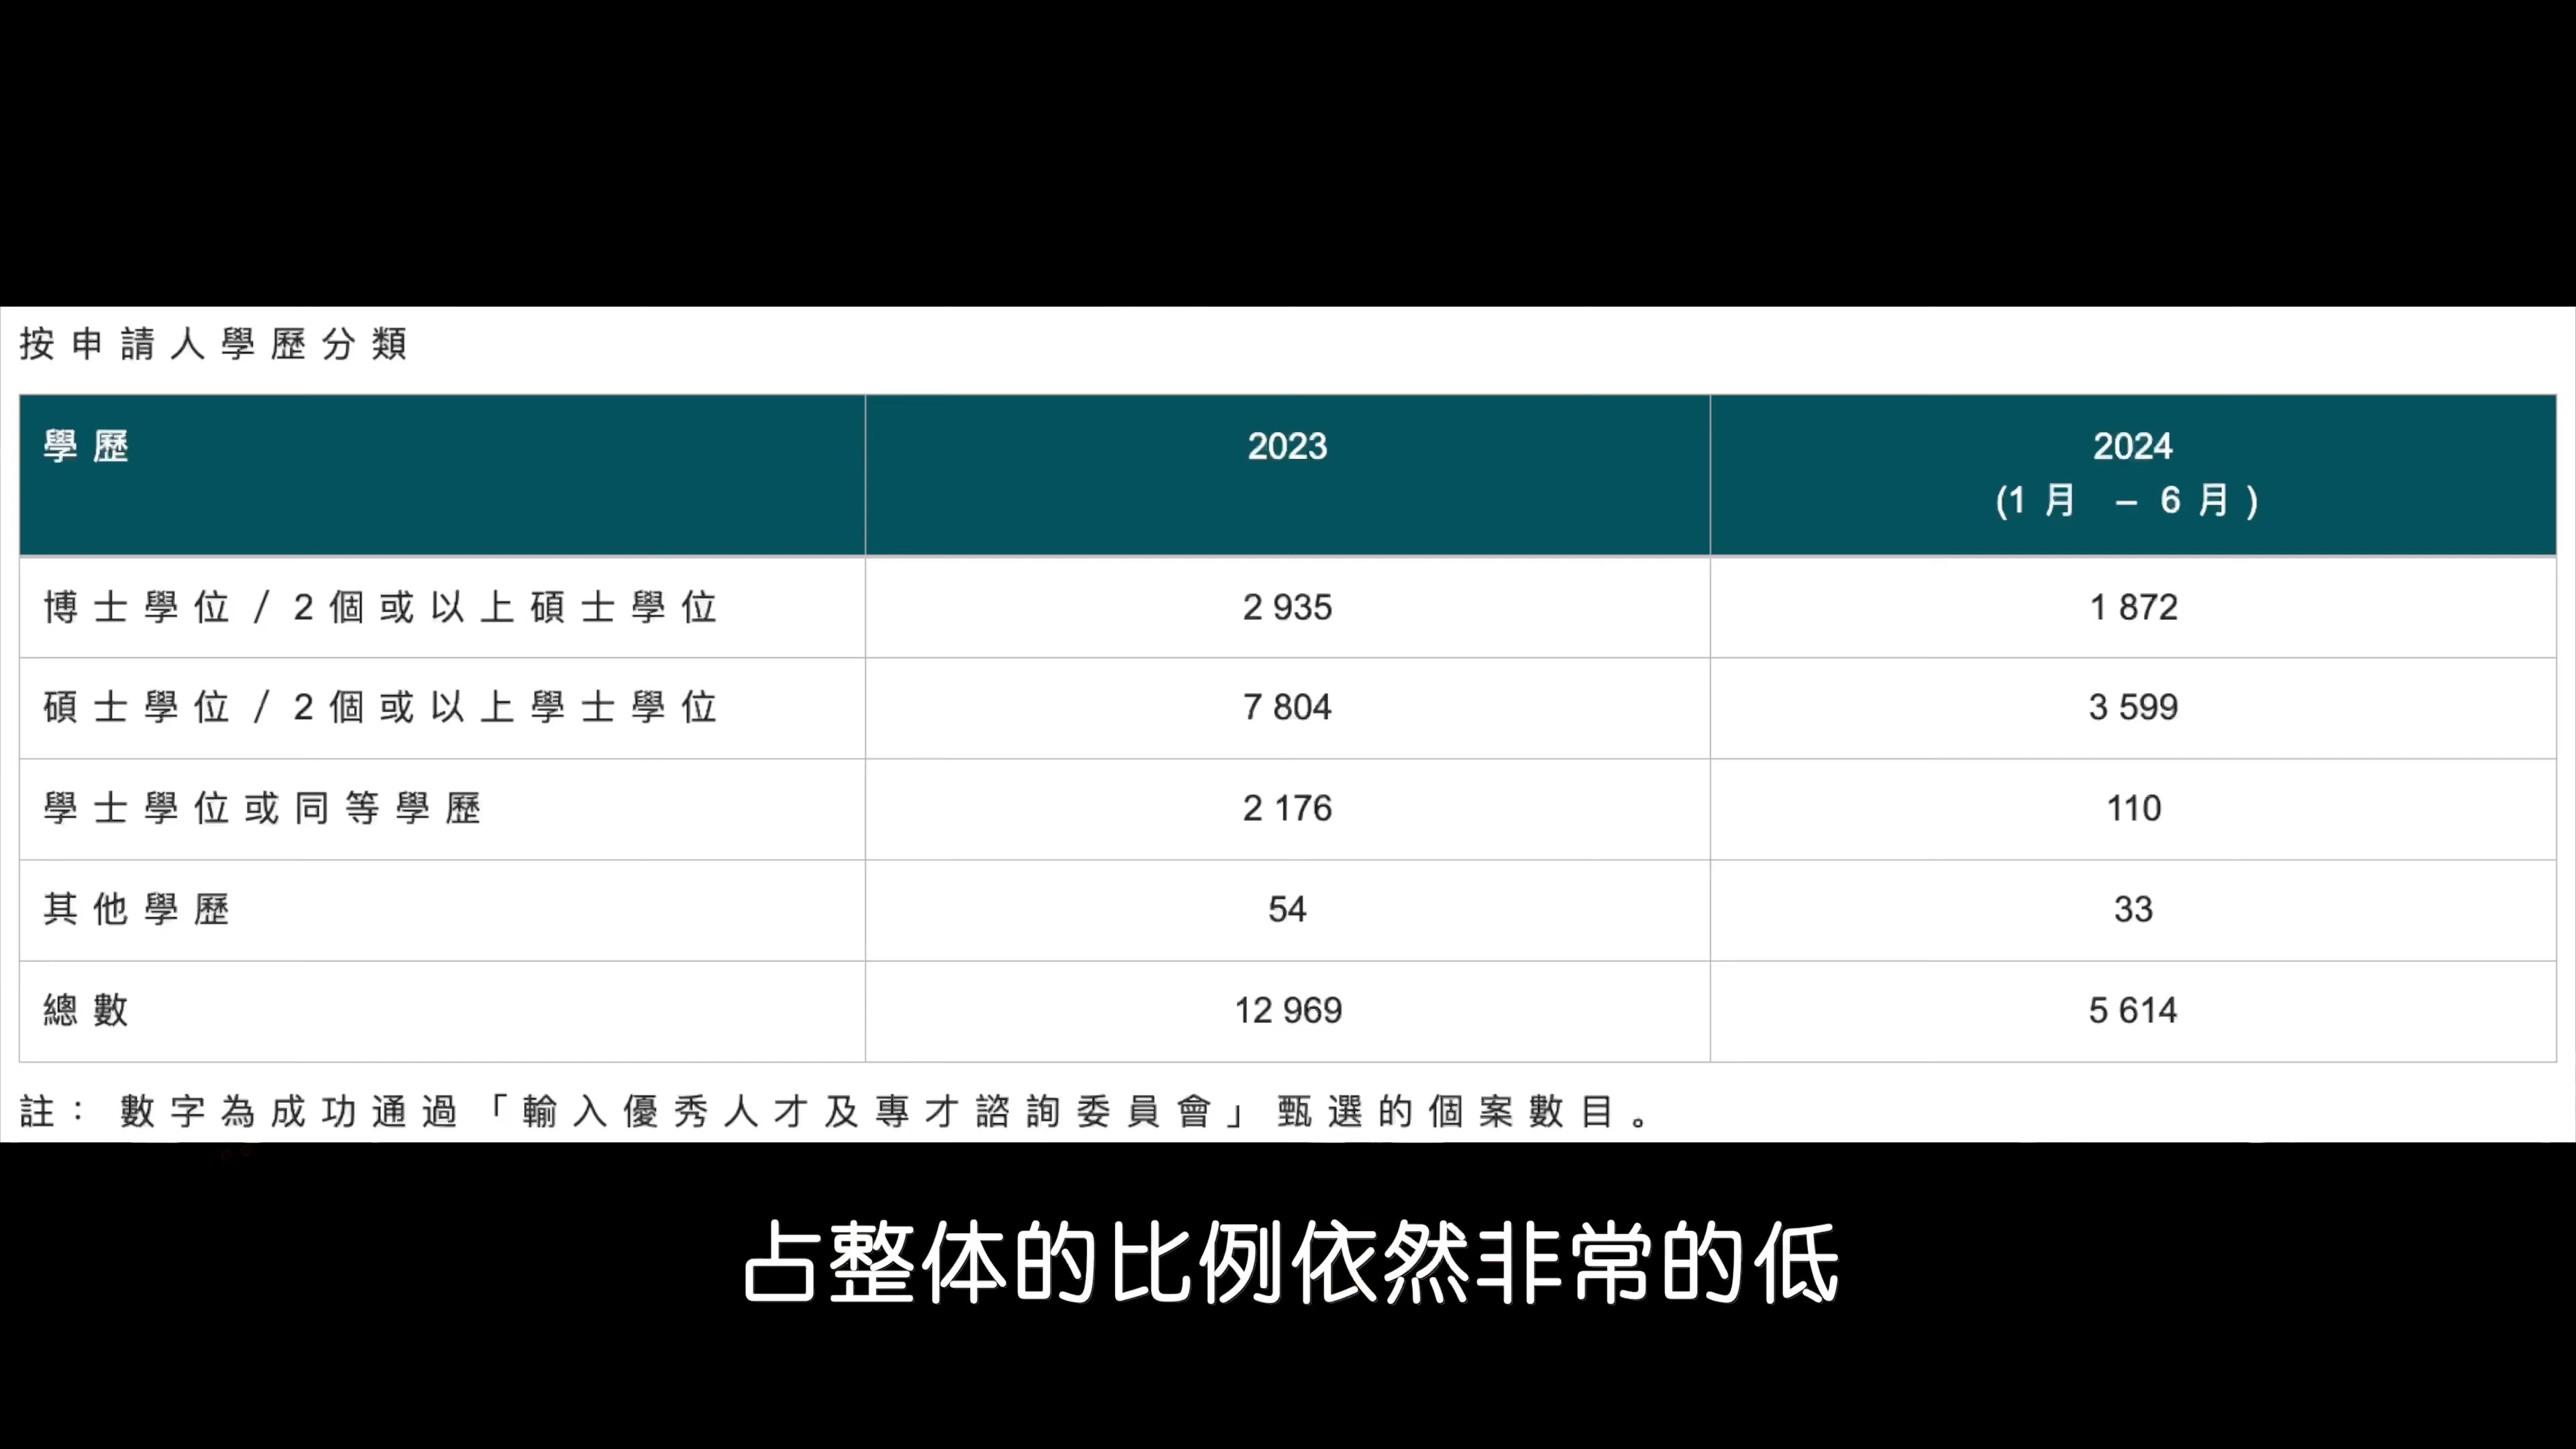 按申請人學歷分類
學歷 2023 2024
(1月 – 6月)
博士學位/2個或以上碩士學位 2 935 1 872
碩士學位/2個或以上學士學位 7 804 3 599
學士學位或同等學歷 2 176 110
其他學歷 54 33
總數 12 969 5 614
註： 數字為成功通過「輸入優秀人才及專才諮詢委員會」甄選的個案數目。
占整体的比例依然非常的低